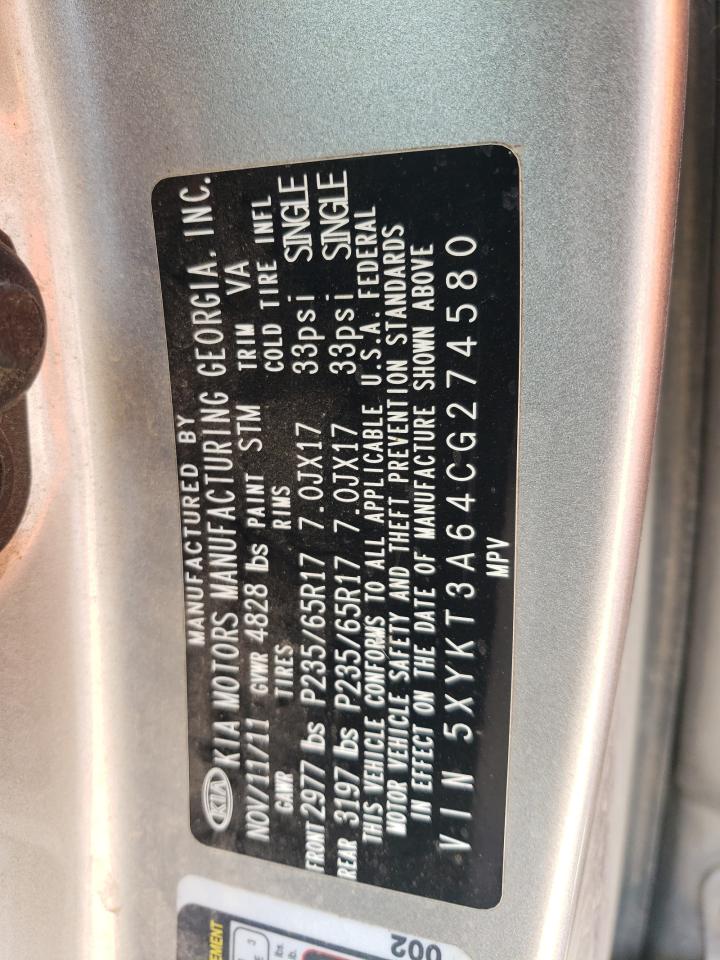 MANUFACTURED BY
KIA KIA MOTORS MANUFACTURING GEORGIA, INC.
NOV/11/11 GVWR 4828 lbs PAINT STM TRIM VA
GAWR TIRES RIMS COLD TIRE INFL
FRONT 2977 lbs P235/65R17 7.0JX17 33psi SINGLE
REAR 3197 lbs P235/65R17 7.0JX17 33psi SINGLE
THIS VEHICLE CONFORMS TO ALL APPLICABLE U.S.A. FEDERAL
MOTOR VEHICLE SAFETY AND THEFT PREVENTION STANDARDS
IN EFFECT ON THE DATE OF MANUFACTURE SHOWN ABOVE
VIN 5XYKT3A64CG274580
MPV
002